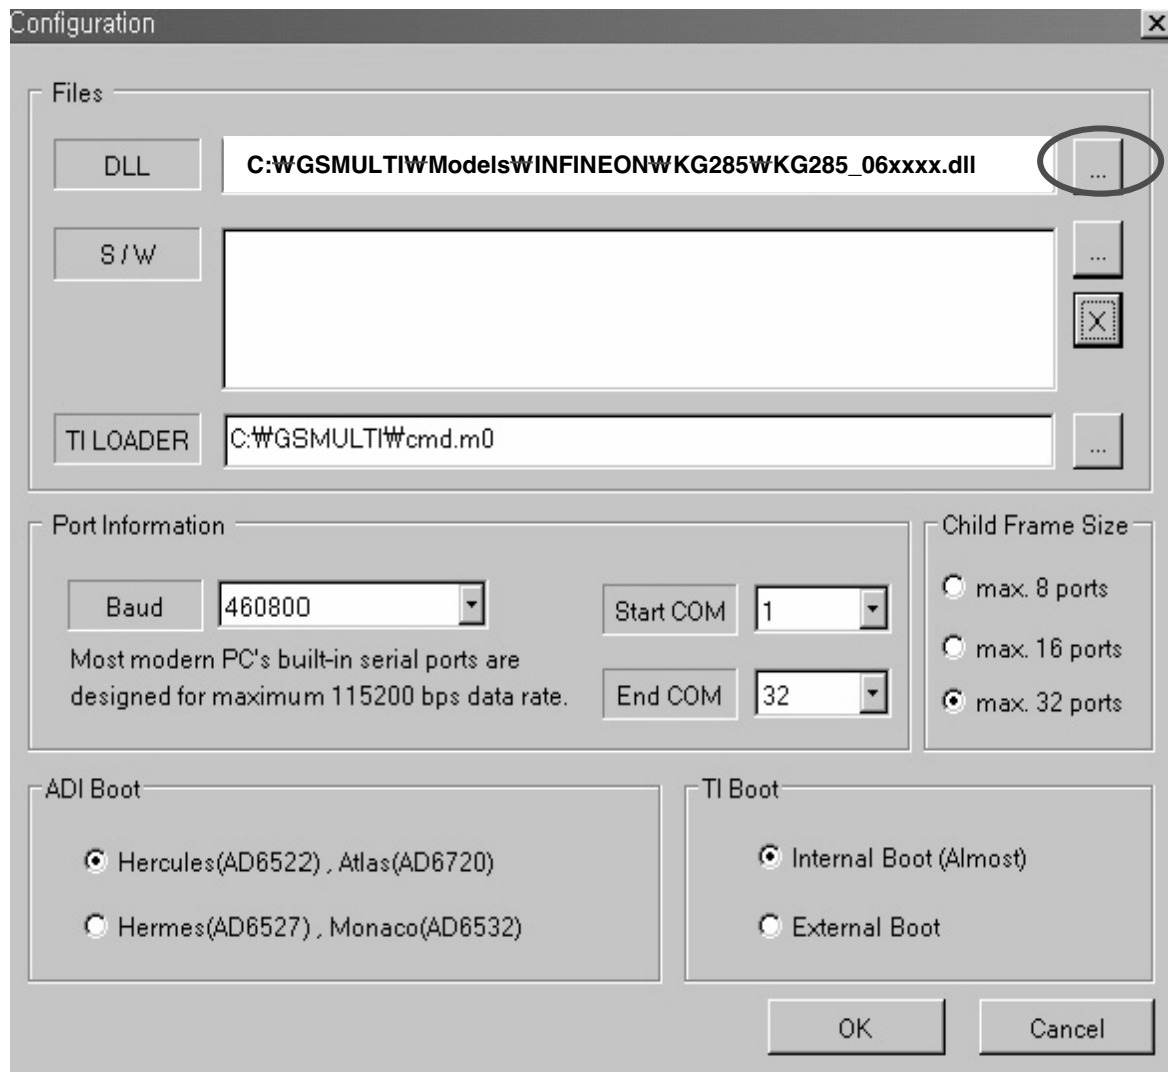 Configuration
Files
DLL
C:₩GSMULTI₩Models₩INFINEON₩KG285₩KG285_06xxxx.dll
...
S / W
...
X
TI LOADER
C:₩GSMULTI₩cmd.m0
...
Port Information
Baud
460800
Most modern PC's built-in serial ports are
designed for maximum 115200 bps data rate.
Start COM
1
End COM
32
Child Frame Size
max. 8 ports
max. 16 ports
max. 32 ports
ADI Boot
Hercules(AD6522) , Atlas(AD6720)
Hermes(AD6527) , Monaco(AD6532)
TI Boot
Internal Boot (Almost)
External Boot
OK
Cancel